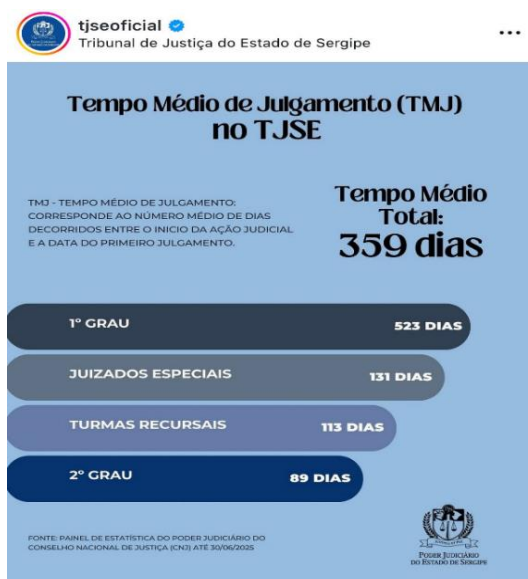 tjseoficial
Tribunal de Justiça do Estado de Sergipe
Tempo Médio de Julgamento (TMJ)
no TJSE
TMJ - TEMPO MÉDIO DE JULGAMENTO:
CORRESPONDE AO NÚMERO MÉDIO DE DIAS
DECORRIDOS ENTRE O INICIO DA AÇÃO JUDICIAL
E A DATA DO PRIMEIRO JULGAMENTO.
Tempo Médio
Total:
359 dias
1º GRAU 523 DIAS
JUIZADOS ESPECIAIS 131 DIAS
TURMAS RECURSAIS 113 DIAS
2º GRAU 89 DIAS
FONTE: PAINEL DE ESTATÍSTICA DO PODER JUDICIÁRIO DO
CONSELHO NACIONAL DE JUSTIÇA (CNJ) ATÉ 30/06/2025
PODER JUDICIÁRIO
DO ESTADO DE SERGIPE